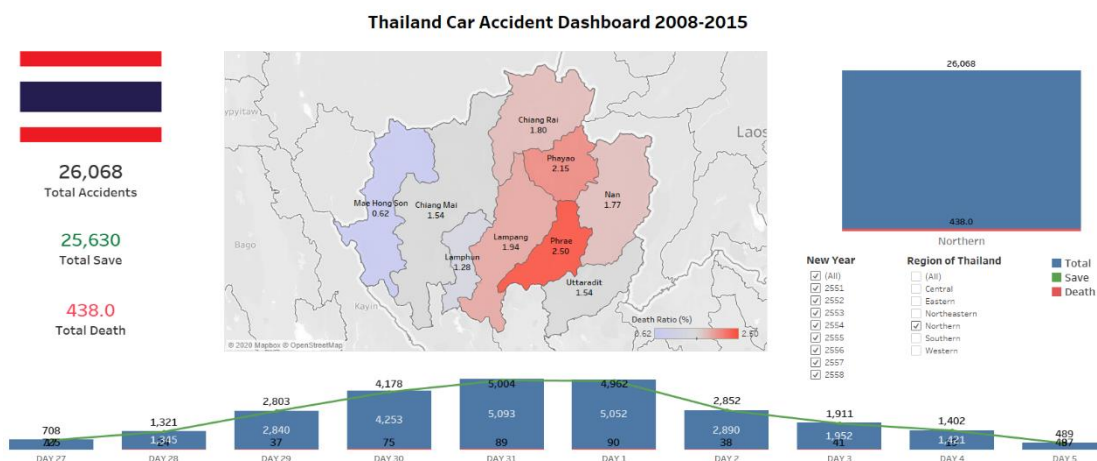 Thailand Car Accident Dashboard 2008-2015
26,068
Total Accidents
25,630
Total Save
438.0
Total Death
Laos
Chiang Rai
1.80
Phayao
2.15
Nan
1.77
Mae Hong Son
0.62
Chiang Mai
1.54
Lampang
1.94
Phrae
2.50
Lamphun
1.28
Uttaradit
1.54
Bago
Kayin
Death Ratio (%)
0.62
2.50
© 2020 Mapbox © OpenStreetMap
26,068
438.0
Northern
New Year
(All)
2551
2552
2553
2554
2555
2556
2557
2558
Region of Thailand
(All)
Central
Eastern
Northeastern
Northern
Southern
Western
Total
Save
Death
708 1,321 2,803 4,178 5,004 4,962 2,852 1,911 1,402 489
1,345 2,840 4,253 5,093 5,052 2,890 1,952 1,421
24 37 75 89 90 38 41
DAY 27 DAY 28 DAY 29 DAY 30 DAY 31 DAY 1 DAY 2 DAY 3 DAY 4 DAY 5